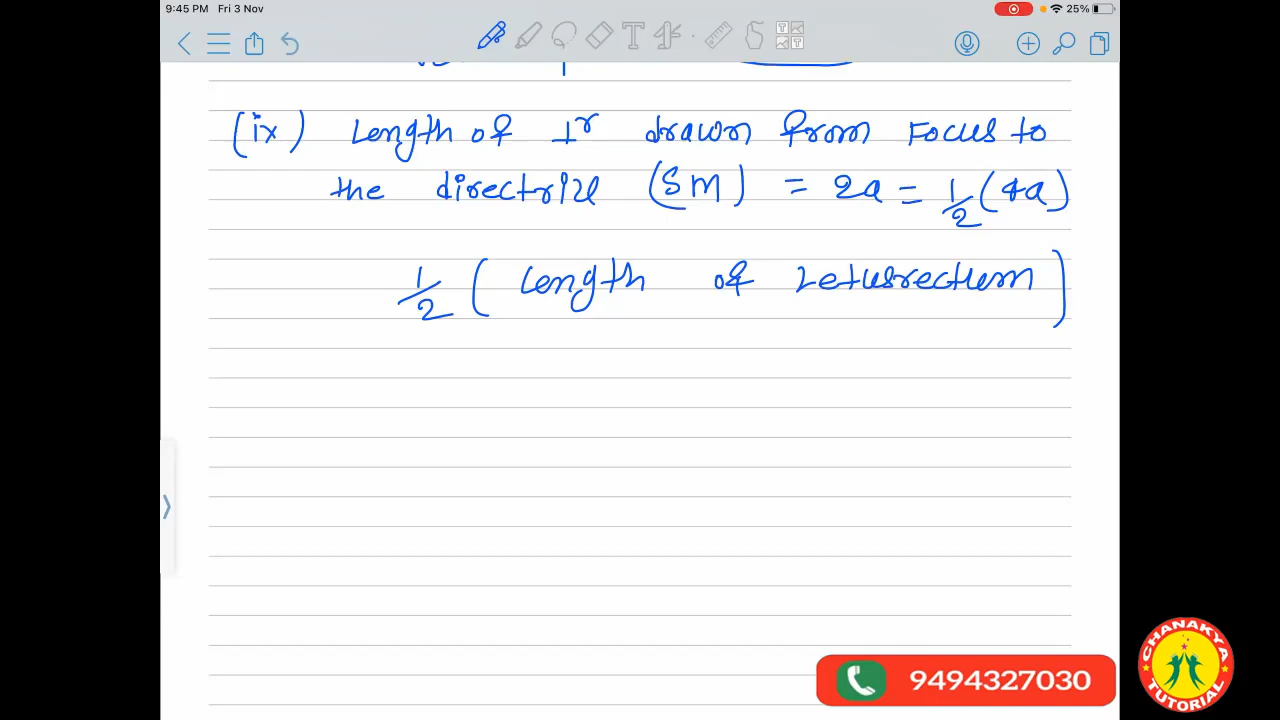 9:45 PM Fri 3 Nov
25%
(ix) Length of ⊥r drawn from Focus to
the directrix (SM) = 2a = 1/2 (4a)
1/2 ( Length of Letusrectum )
9494327030
CHANAKYA
TUTORIAL